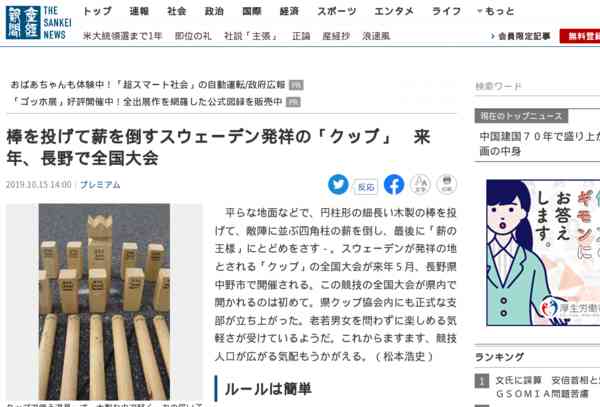 產經新聞 THE SANKEI NEWS
トップ 速報 社会 政治 国際 経済 スポーツ エンタメ ライフ もっと
米大統領選まで1年 即位の礼 社説「主張」 正論 産経抄 浪速風
会員限定記事 無料登録
おばあちゃんも体験中！「超スマート社会」の自動運転/政府広報 PR
「ゴッホ展」好評開催中！全出展作を網羅した公式図録を販売中 PR
検索ワード
棒を投げて薪を倒すスウェーデン発祥の「クッブ」 来
年、長野で全国大会
2019.10.15 14:00 プレミアム
反応
文字
印刷
平らな地面などで、円柱形の細長い木製の棒を投
げて、敵陣に並ぶ四角柱の薪を倒し、最後に「薪の
王様」にとどめをさす－。スウェーデンが発祥の地
とされる「クッブ」の全国大会が来年５月、長野県
中野市で開催される。この競技の全国大会が県内で
開かれるのは初めて。県クッブ協会内にも正式な支
部が立ち上がった。老若男女を問わずに楽しめる気
軽さが受けているようだ。これからますます、競技
人口が広がる気配もうかがえる。（松本浩史）
ルールは簡単
現在のトップニュース
中国建国７０年で盛り上が
画の中身
ギモンに
お答え
します。
厚生労働省
ランキング
1 文氏に誤算 安倍首相と
ＧＳＯＭＩＡ問題苦慮